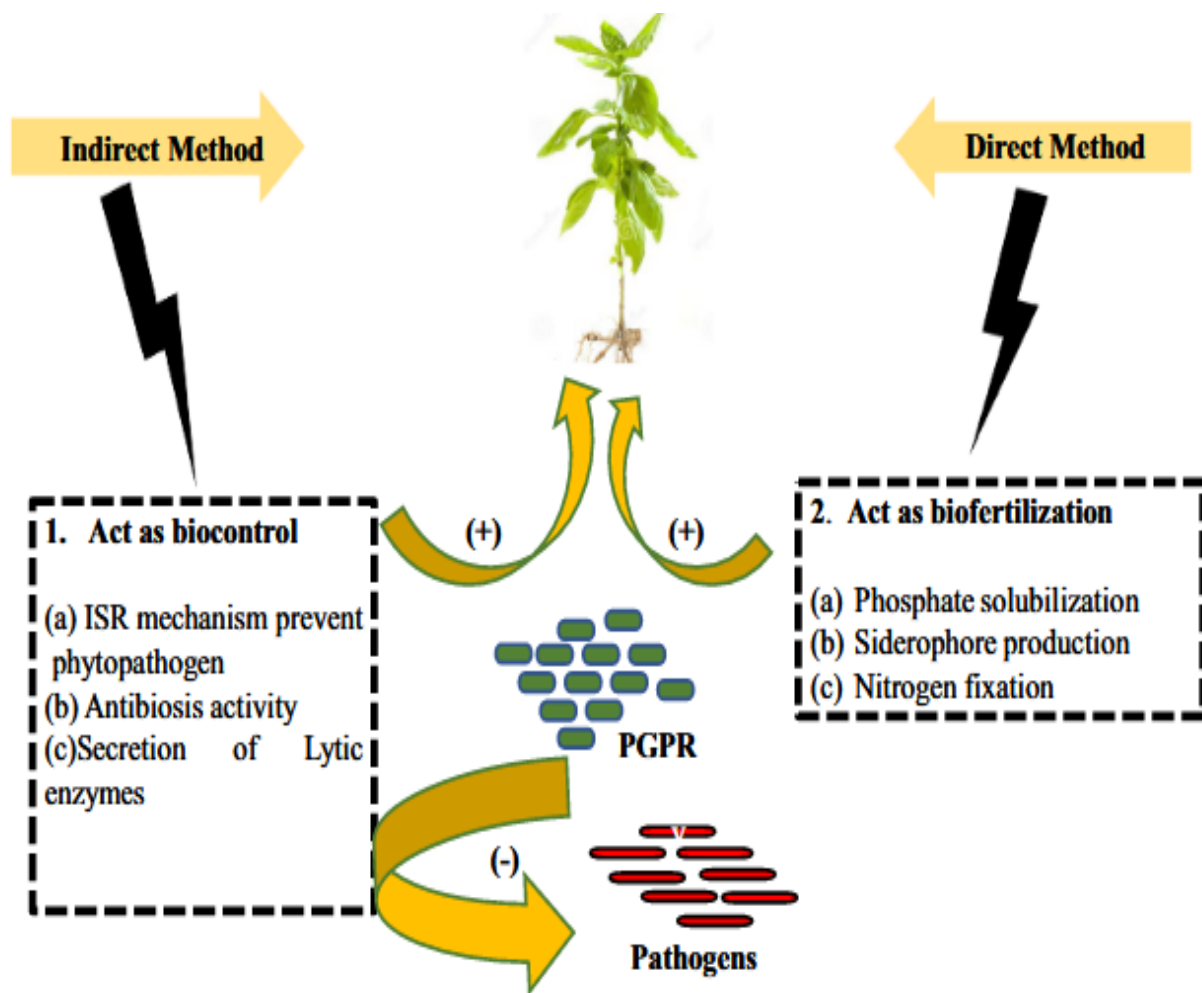 Indirect Method
Direct Method
1. Act as biocontrol
(a) ISR mechanism prevent
phytopathogen
(b) Antibiosis activity
(c)Secretion of Lytic
enzymes
(+)
(+)
2. Act as biofertilization
(a) Phosphate solubilization
(b) Siderophore production
(c) Nitrogen fixation
PGPR
(-)
V
Pathogens